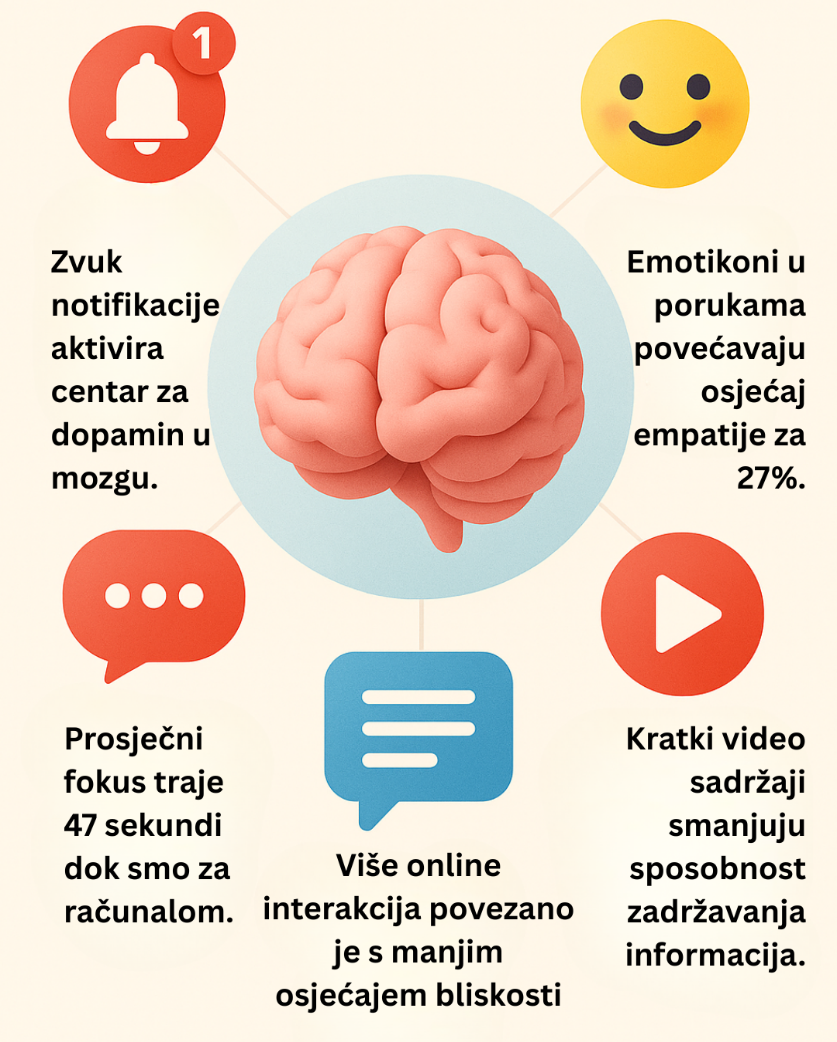 1
Zvuk
notifikacije
aktivira
centar za
dopamin u
mozgu.
Emotikoni u
porukama
povećavaju
osjećaj
empatije za
27%.
Prosječni
fokus traje
47 sekundi
dok smo za
računalom.
Više online
interakcija povezano
je s manjim
osjećajem bliskosti
Kratki video
sadržaji
smanjuju
sposobnost
zadržavanja
informacija.